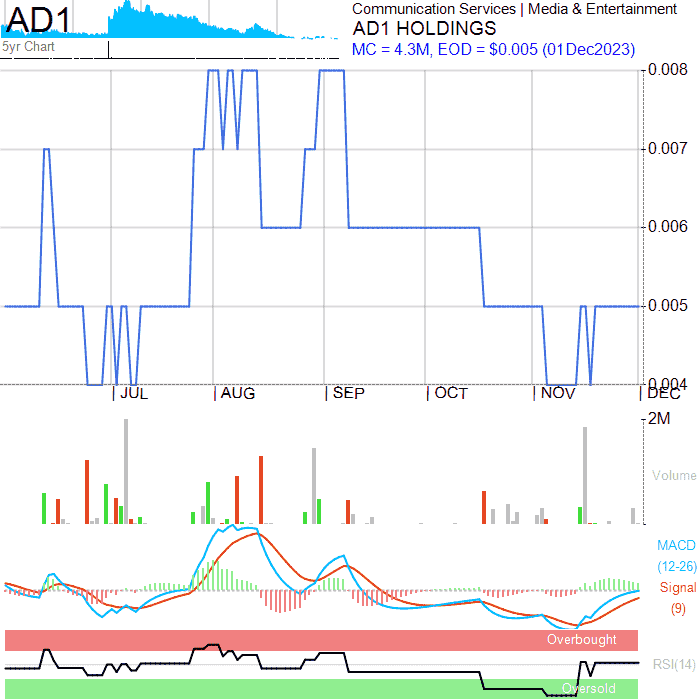 AD1
Communication Services | Media & Entertainment
AD1 HOLDINGS
MC = 4.3M, EOD = $0.005 (01Dec2023)
5yr Chart
0.008
0.007
0.006
0.005
0.004
JUL AUG SEP OCT NOV DEC
2M
Volume
MACD
(12-26)
Signal
(9)
Overbought
RSI(14)
Oversold